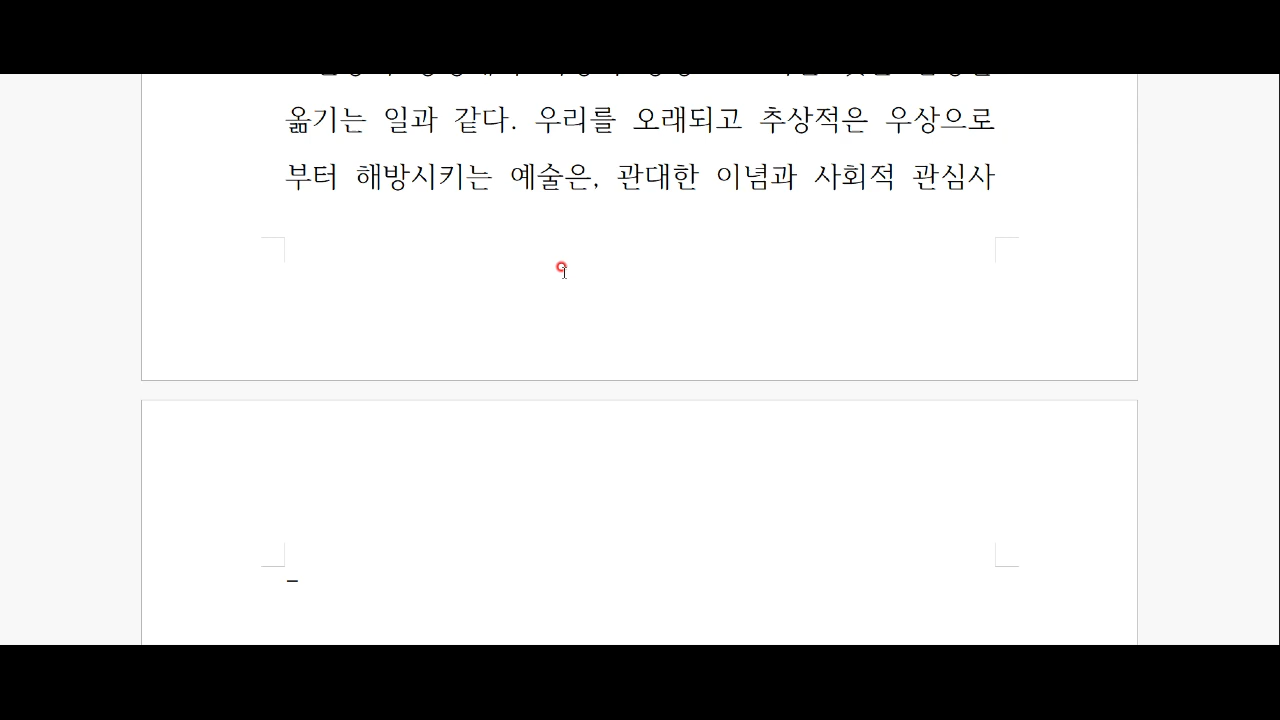 옮기는 일과 같다. 우리를 오래되고 추상적은 우상으로
부터 해방시키는 예술은, 관대한 이념과 사회적 관심사